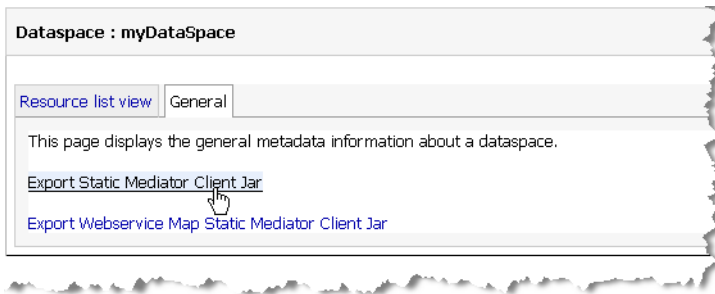 Dataspace : myDataSpace
Resource list view General
This page displays the general metadata information about a dataspace.
Export Static Mediator Client Jar
Export Webservice Map Static Mediator Client Jar